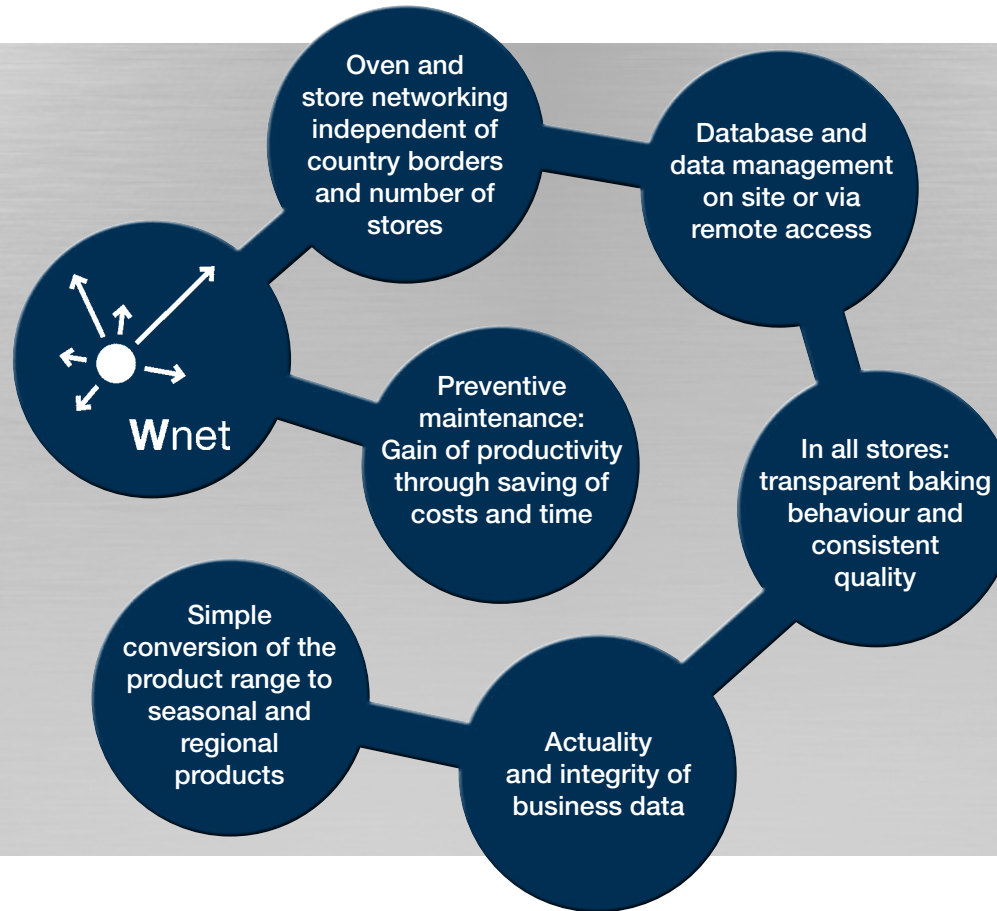 Oven and
store networking
independent of
country borders
and number of
stores
Database and
data management
on site or via
remote access
Wnet
Preventive
maintenance:
Gain of productivity
through saving of
costs and time
In all stores:
transparent baking
behaviour and
consistent
quality
Simple
conversion of the
product range to
seasonal and
regional
products
Actuality
and integrity of
business data